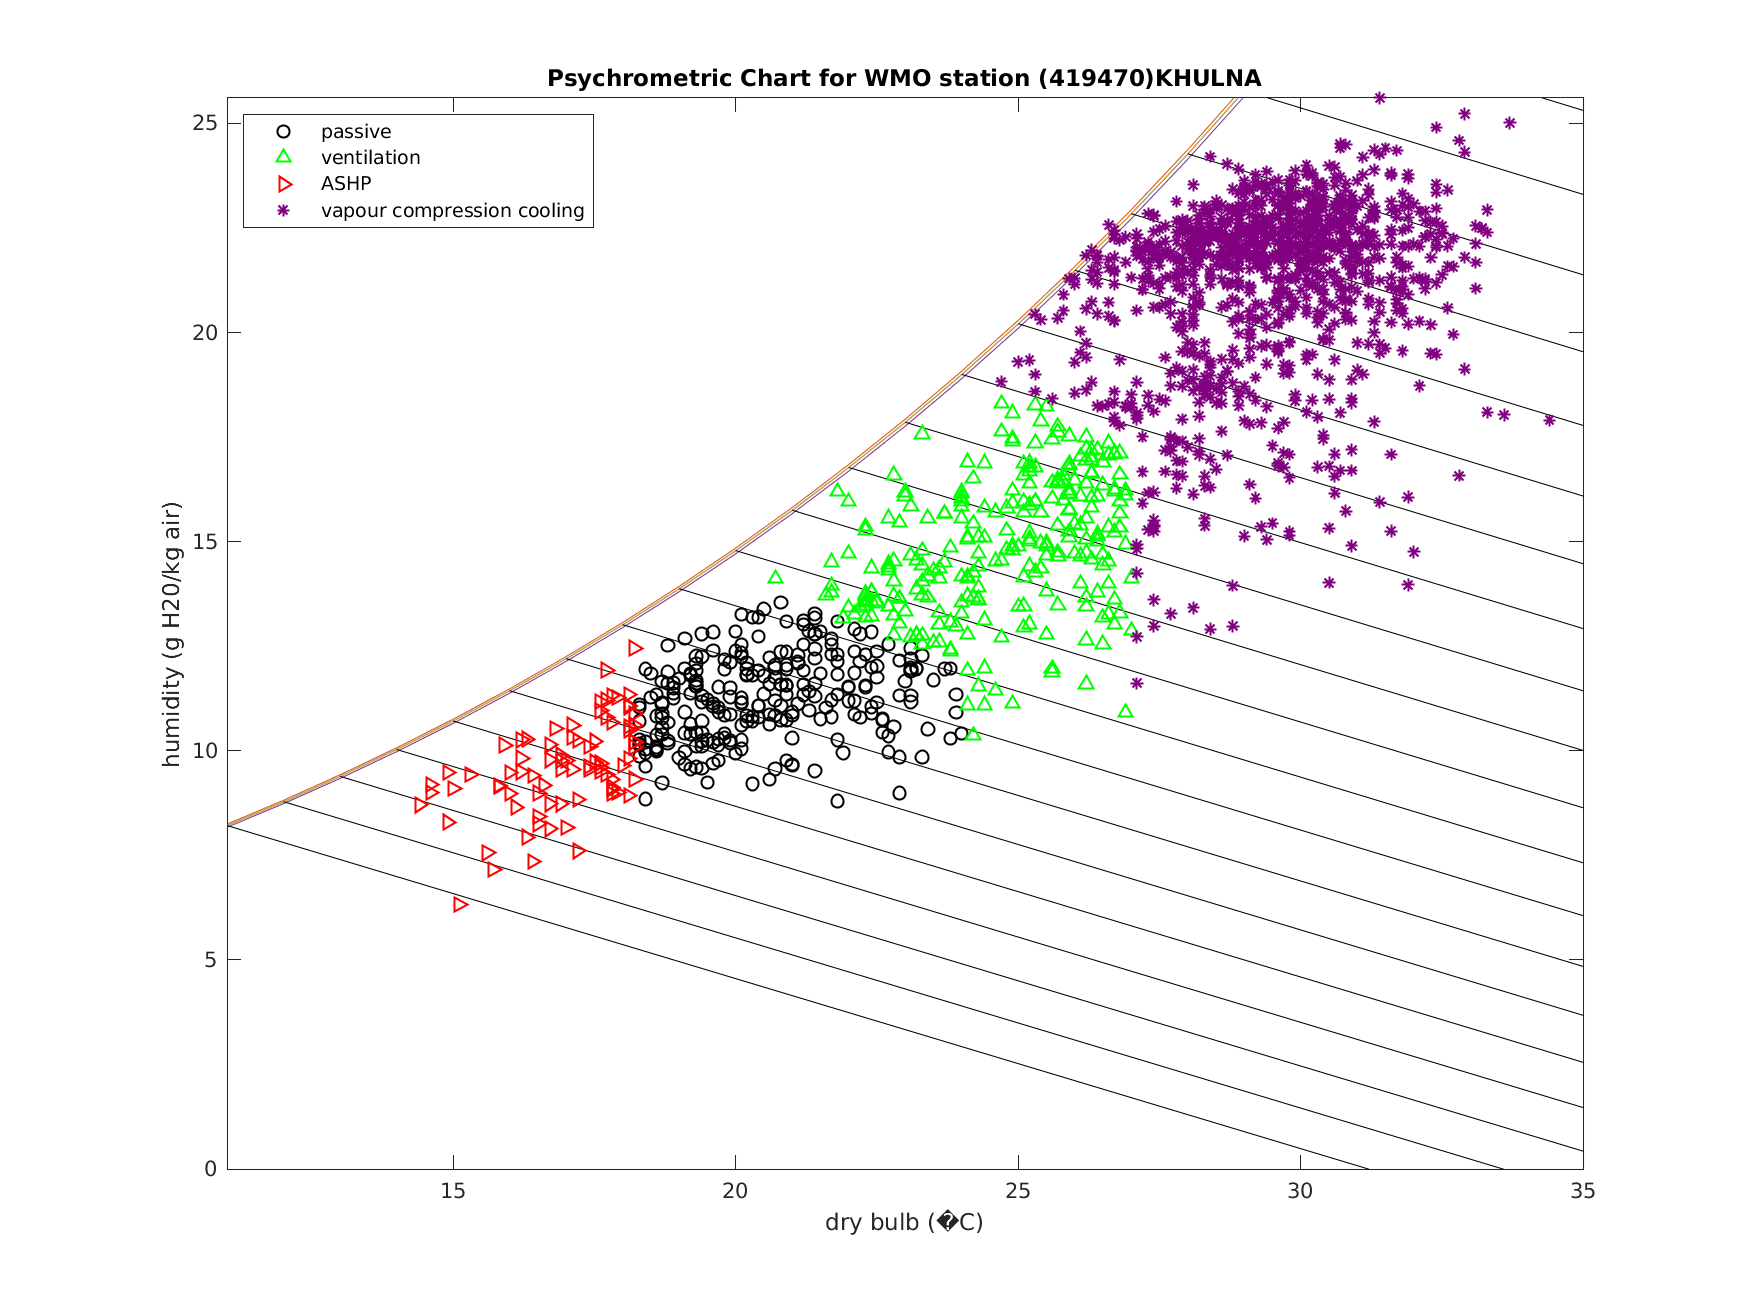 Psychrometric Chart for WMO station (419470)KHULNA
passive
ventilation
ASHP
vapour compression cooling
humidity (g H20/kg air)
25
20
15
10
5
0
15 20 25 30 35
dry bulb (�C)